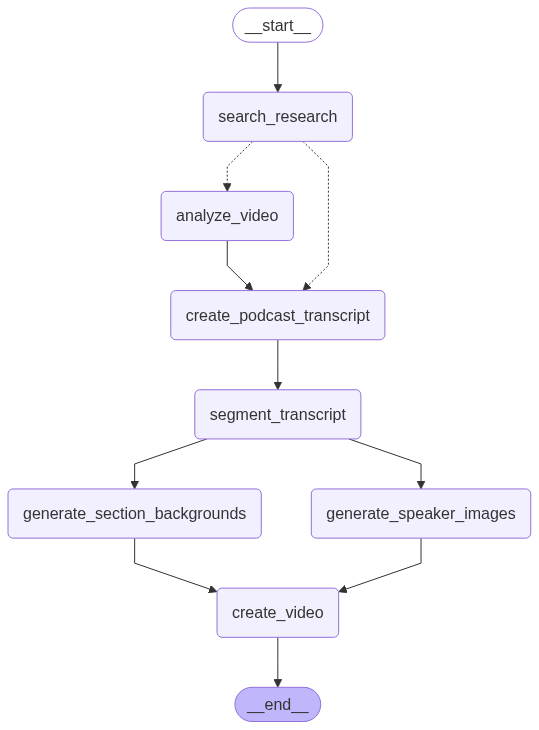 __start__
search_research
analyze_video
create_podcast_transcript
segment_transcript
generate_section_backgrounds
generate_speaker_images
create_video
__end__